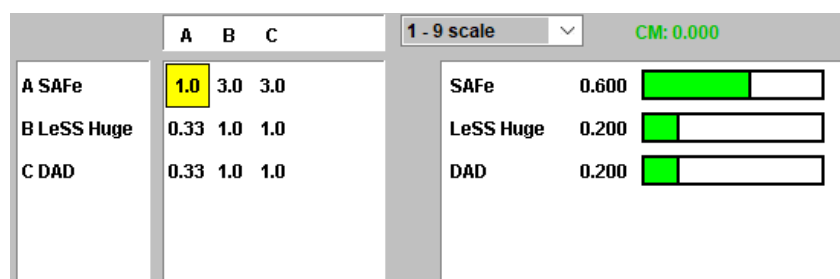 A B C 1 - 9 scale CM: 0.000
A SAFe 1.0 3.0 3.0 SAFe 0.600
B LeSS Huge 0.33 1.0 1.0 LeSS Huge 0.200
C DAD 0.33 1.0 1.0 DAD 0.200